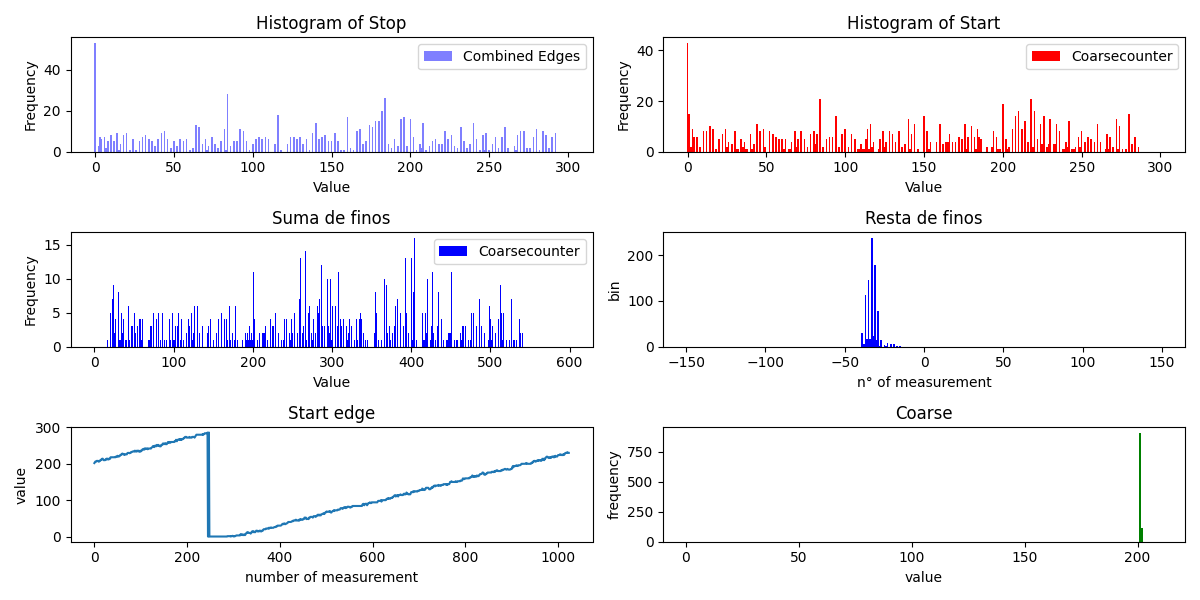 Histogram of Stop
Frequency
40
20
0
Combined Edges
0 50 100 150 200 250 300
Value
Histogram of Start
Frequency
40
20
0
Coarsecounter
0 50 100 150 200 250 300
Value
Suma de finos
Frequency
15
10
5
0
Coarsecounter
0 100 200 300 400 500 600
Value
Resta de finos
bin
200
100
0
−150 −100 −50 0 50 100 150
n° of measurement
Start edge
value
300
200
100
0
0 200 400 600 800 1000
number of measurement
Coarse
frequency
750
500
250
0
0 50 100 150 200
value